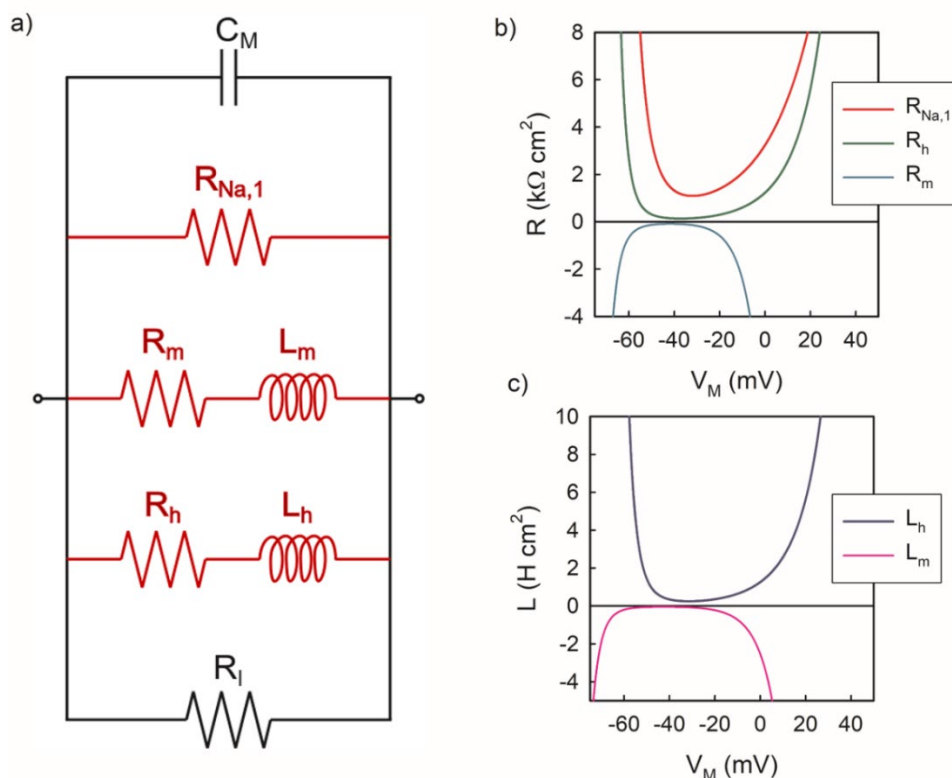 a)
C_M
R_Na,1
R_m L_m
R_h L_h
R_l
b)
8
6
4
2
0
-2
-4
R (kΩ cm²)
-60 -40 -20 0 20 40
V_M (mV)
R_Na,1
R_h
R_m
c)
10
8
6
4
2
0
-2
-4
L (H cm²)
-60 -40 -20 0 20 40
V_M (mV)
L_h
L_m